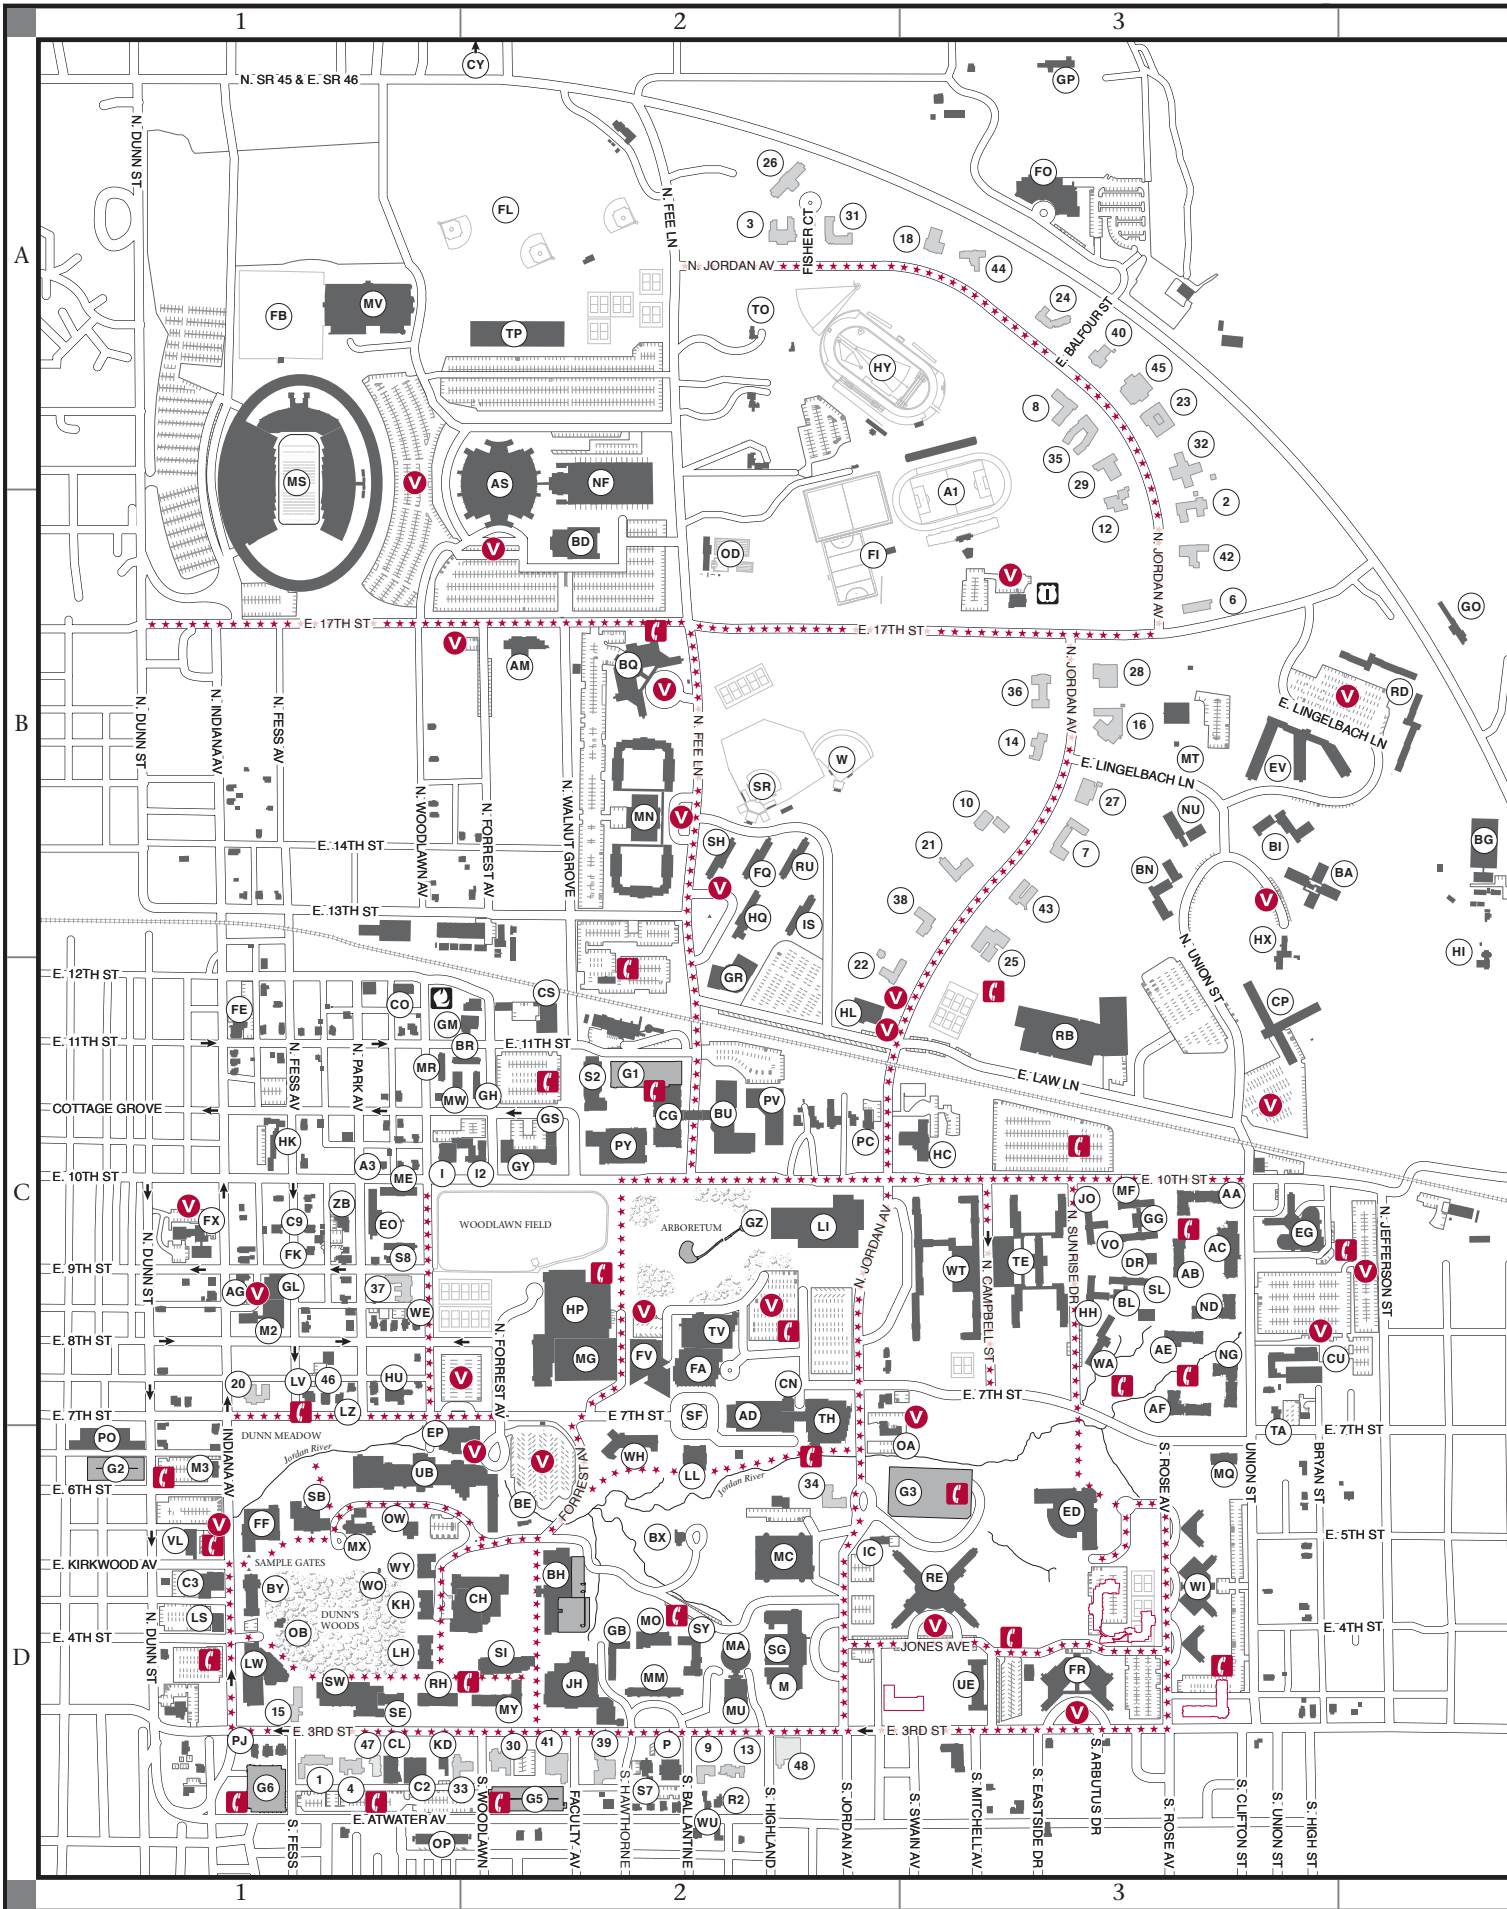 1 2 3
CY
N. SR 45 & E. SR 46
GP
N. DUNN ST
26
FO
FL
N. FEE LN
3
FISHER CT
31
18
44
A
N. JORDAN AV
MV
FB
TO
24
TP
E. BALFOUR ST
40
HY
45
8
23
35
32
MS
AS
NF
29
A1
2
12
V
BD
OD
FI
N. JORDAN AV
42
V
V
I
6
GO
E. 17TH ST
E. 17TH ST
V
AM
BQ
V
N. JORDAN AV
28
36
RD
V
N. DUNN ST
N. INDIANA AV
N. FESS AV
B
N. FEE LN
16
E. LINGELBACH LN
14
MT
W
E. LINGELBACH LN
EV
SR
N. WOODLAWN AV
N. FORREST AV
N. WALNUT GROVE
MN
V
10
27
NU
BG
E. 14TH ST
SH
21
7
BI
FQ
RU
BN
BA
V
38
43
V
E. 13TH ST
HQ
IS
HX
HI
N. UNION ST
E. 12TH ST
22
25
GR
CS
CO
V
CP
FE
HL
GM
V
RB
BR
E. 11TH ST
E. 11TH ST
N. FESS AV
N. PARK AV
MR
S2
G1
E. LAW LN
MW
GH
PV
V
COTTAGE GROVE
GS
CG
BU
HK
PY
PC
HC
A3
ME
I
I2
GY
E. 10TH ST
E. 10TH ST
C
V
FX
C9
ZB
EO
WOODLAWN FIELD
ARBORETUM
GZ
LI
N. JORDAN AV
JO
MF
AA
GG
EG
N. JEFFERSON ST
FK
S8
VO
AC
N. DUNN ST
E. 9TH ST
DR
AB
WT
TE
N. CAMPBELL ST
N. SUNRISE DR
V
AG
V
GL
37
SL
HP
V
V
HH
BL
ND
WE
M2
TV
V
E. 8TH ST
N. FORREST AV
MG
FV
WA
AE
NG
CU
FA
20
LV
46
HU
V
CN
E. 7TH ST
LZ
AF
E. 7TH ST
E. 7TH ST
SF
AD
TH
V
TA
E. 7TH ST
PO
DUNN MEADOW
INDIANA AV
EP
V
Jordan River
OA
G2
M3
V
WH
LL
Jordan River
S. ROSE AV
UNION ST
BRYAN ST
MQ
UB
E. 6TH ST
FORREST AV
34
G3
SB
BE
ED
V
FF
OW
VL
MX
BX
E. 5TH ST
E. KIRKWOOD AV
SAMPLE GATES
WY
MC
IC
C3
BY
WO
BH
RE
WI
KH
CH
LS
DUNN'S
WOODS
MO
V
N. DUNN ST
E. 4TH ST
OB
GB
SY
E. 4TH ST
LH
SI
MA
SG
JONES AVE
D
LW
SW
RH
JH
MM
M
UE
FR
15
SE
MY
MU
V
E. 3RD ST
E. 3RD ST
PJ
47
CL
KD
30
41
39
P
9
13
48
S. ARBUTUS DR
G6
1
4
C2
33
S. WOODLAWN
G5
S7
R2
S. FESS
E. ATWATER AV
OP
FACULTY AV
S. HAWTHORNE
S. BALLANTINE
WU
S. HIGHLAND
S. JORDAN AV
S. SWAIN AV
S. MITCHELL AV
S. EASTSIDE DR
S. ROSE AV
S. CLIFTON ST
S. UNION ST
S. HIGH ST
1 2 3